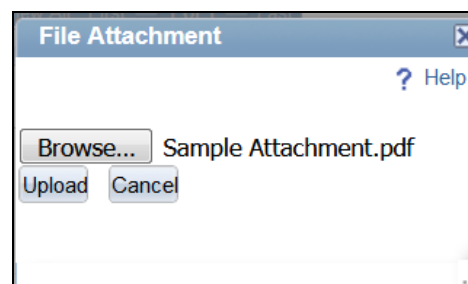 File Attachment
? Help
Browse... Sample Attachment.pdf
Upload Cancel